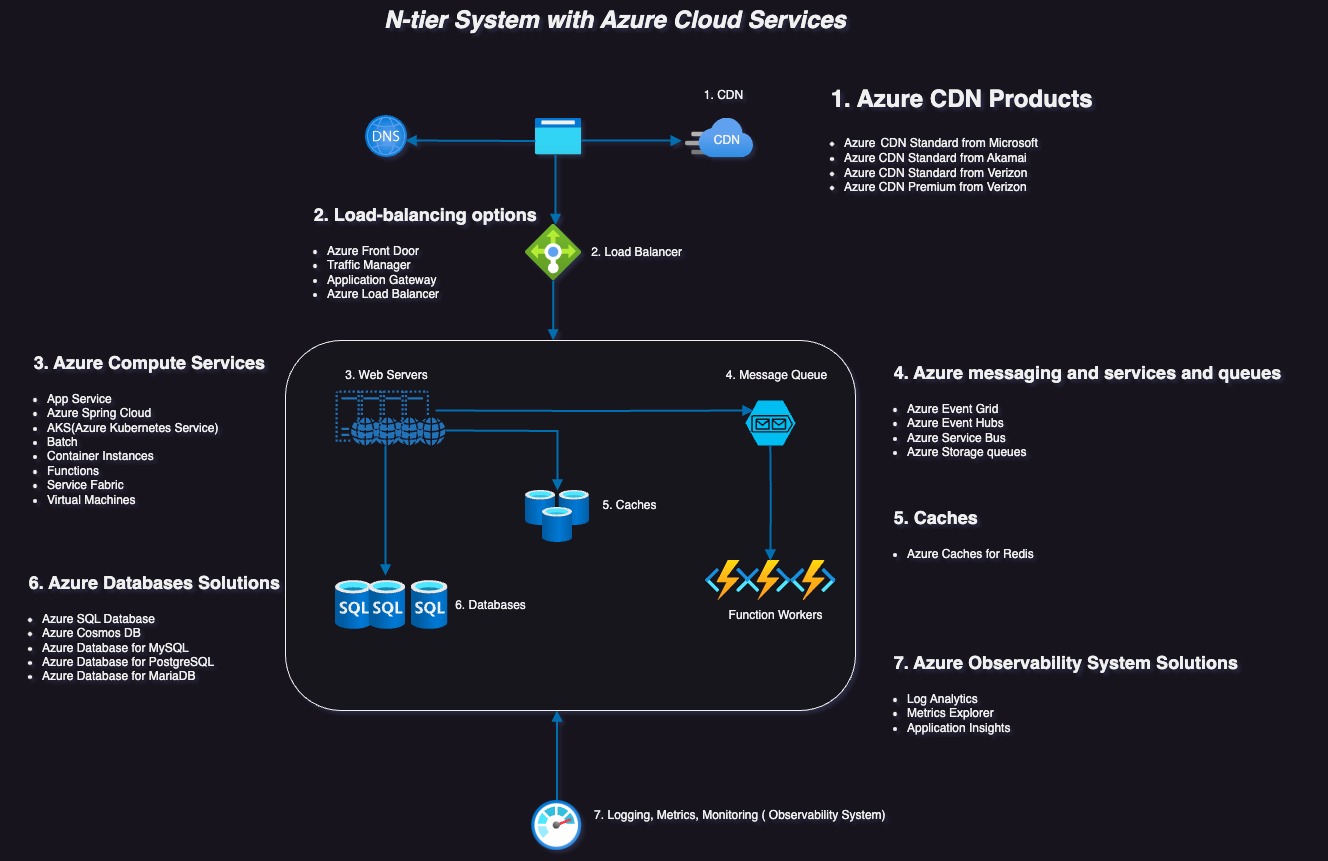 N-tier System with Azure Cloud Services
1. CDN
DNS
CDN
1. Azure CDN Products
Azure CDN Standard from Microsoft
Azure CDN Standard from Akamai
Azure CDN Standard from Verizon
Azure CDN Premium from Verizon
2. Load-balancing options
Azure Front Door
Traffic Manager
Application Gateway
Azure Load Balancer
2. Load Balancer
3. Azure Compute Services
App Service
Azure Spring Cloud
AKS(Azure Kubernetes Service)
Batch
Container Instances
Functions
Service Fabric
Virtual Machines
3. Web Servers
4. Message Queue
4. Azure messaging and services and queues
Azure Event Grid
Azure Event Hubs
Azure Service Bus
Azure Storage queues
5. Caches
5. Caches
Azure Caches for Redis
6. Azure Databases Solutions
Azure SQL Database
Azure Cosmos DB
Azure Database for MySQL
Azure Database for PostgreSQL
Azure Database for MariaDB
SQL SQL SQL
6. Databases
Function Workers
7. Azure Observability System Solutions
Log Analytics
Metrics Explorer
Application Insights
7. Logging, Metrics, Monitoring ( Observability System)